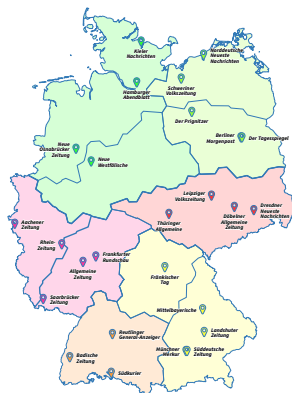 Kieler
Nachrichten
Norddeutsche
Neueste
Nachrichten
Hamburger
Abendblatt
Schweriner
Volkszeitung
Der Prignitzer
Berliner
Morgenpost
Der Tagesspiegel
Neue
Osnabrücker
Zeitung
Neue
Westfälische
Leipziger
Volkszeitung
Dresdner
Neueste
Nachrichten
Döbelner
Allgemeine
Zeitung
Thüringer
Allgemeine
Aachener
Zeitung
Rhein-
Zeitung
Frankfurter
Rundschau
Allgemeine
Zeitung
Saarbrücker
Zeitung
Fränkischer
Tag
Mittelbayerische
Landshuter
Zeitung
Münchner
Merkur
Süddeutsche
Zeitung
Reutlinger
General-Anzeiger
Badische
Zeitung
Südkurier